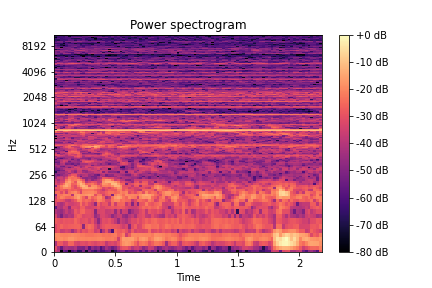 Power spectrogram
Hz
8192
4096
2048
1024
512
256
128
64
0
0 0.5 1 1.5 2
Time
+0 dB
-10 dB
-20 dB
-30 dB
-40 dB
-50 dB
-60 dB
-70 dB
-80 dB